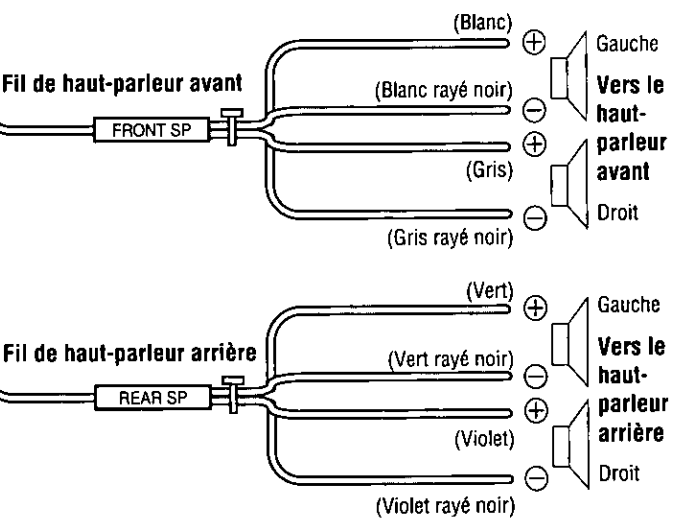 (Blanc)
⊕ Gauche
Fil de haut-parleur avant
(Blanc rayé noir)
⊖
Vers le
haut-
parleur
avant
FRONT SP
⊕
(Gris)
⊖ Droit
(Gris rayé noir)
(Vert)
⊕ Gauche
Fil de haut-parleur arrière
(Vert rayé noir)
⊖
Vers le
haut-
parleur
arrière
REAR SP
⊕
(Violet)
⊖ Droit
(Violet rayé noir)